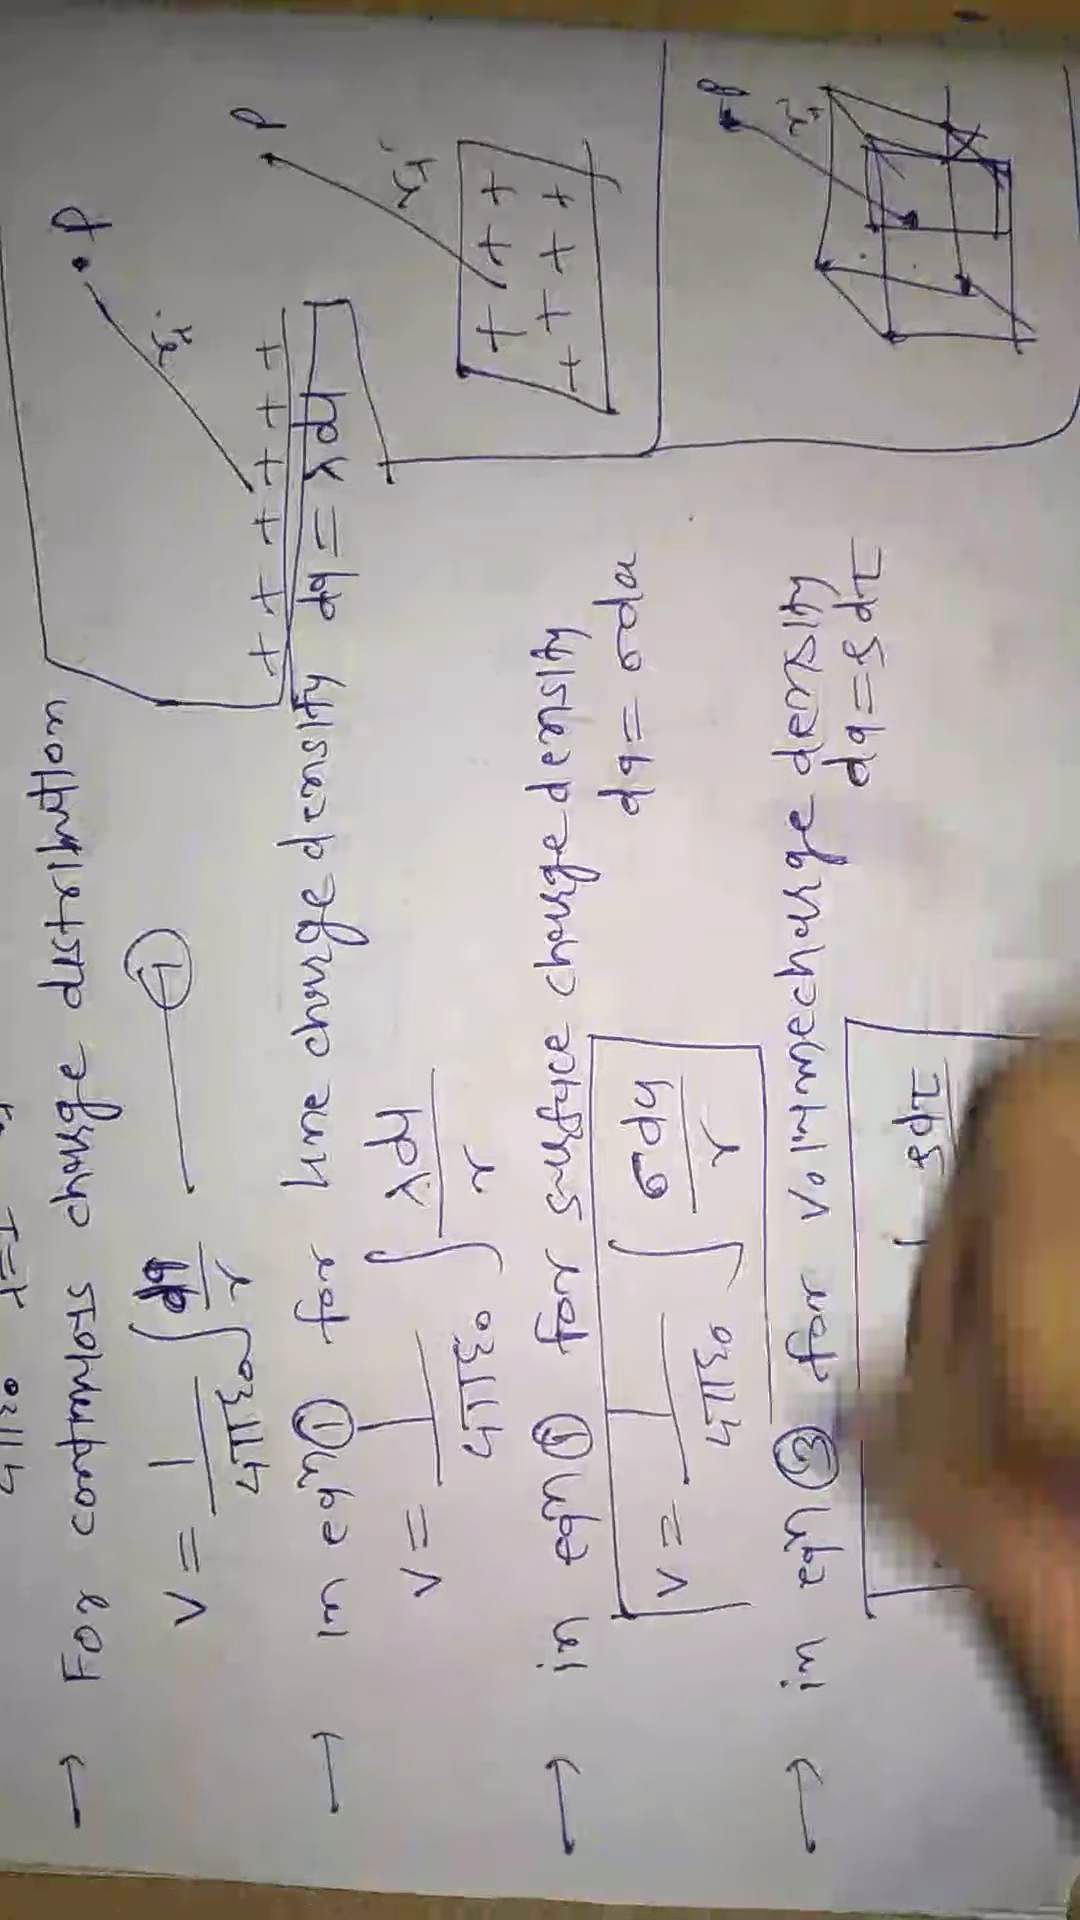 → For continuous charge distribution
V = 1/4πε₀ ∫ dq/r —— ①
→ in eqn ① for line charge density dq = λdl
V = 1/4πε₀ ∫ λdl/r
→ in eqn ① for surface charge density
dq = σda
V = 1/4πε₀ ∫ σda/r
→ in eqn ③ for volume charge density
dq = ρdτ
ρdτ
P
r
+ + + + + + +
P
r
+ + + +
+ + + +
P
r